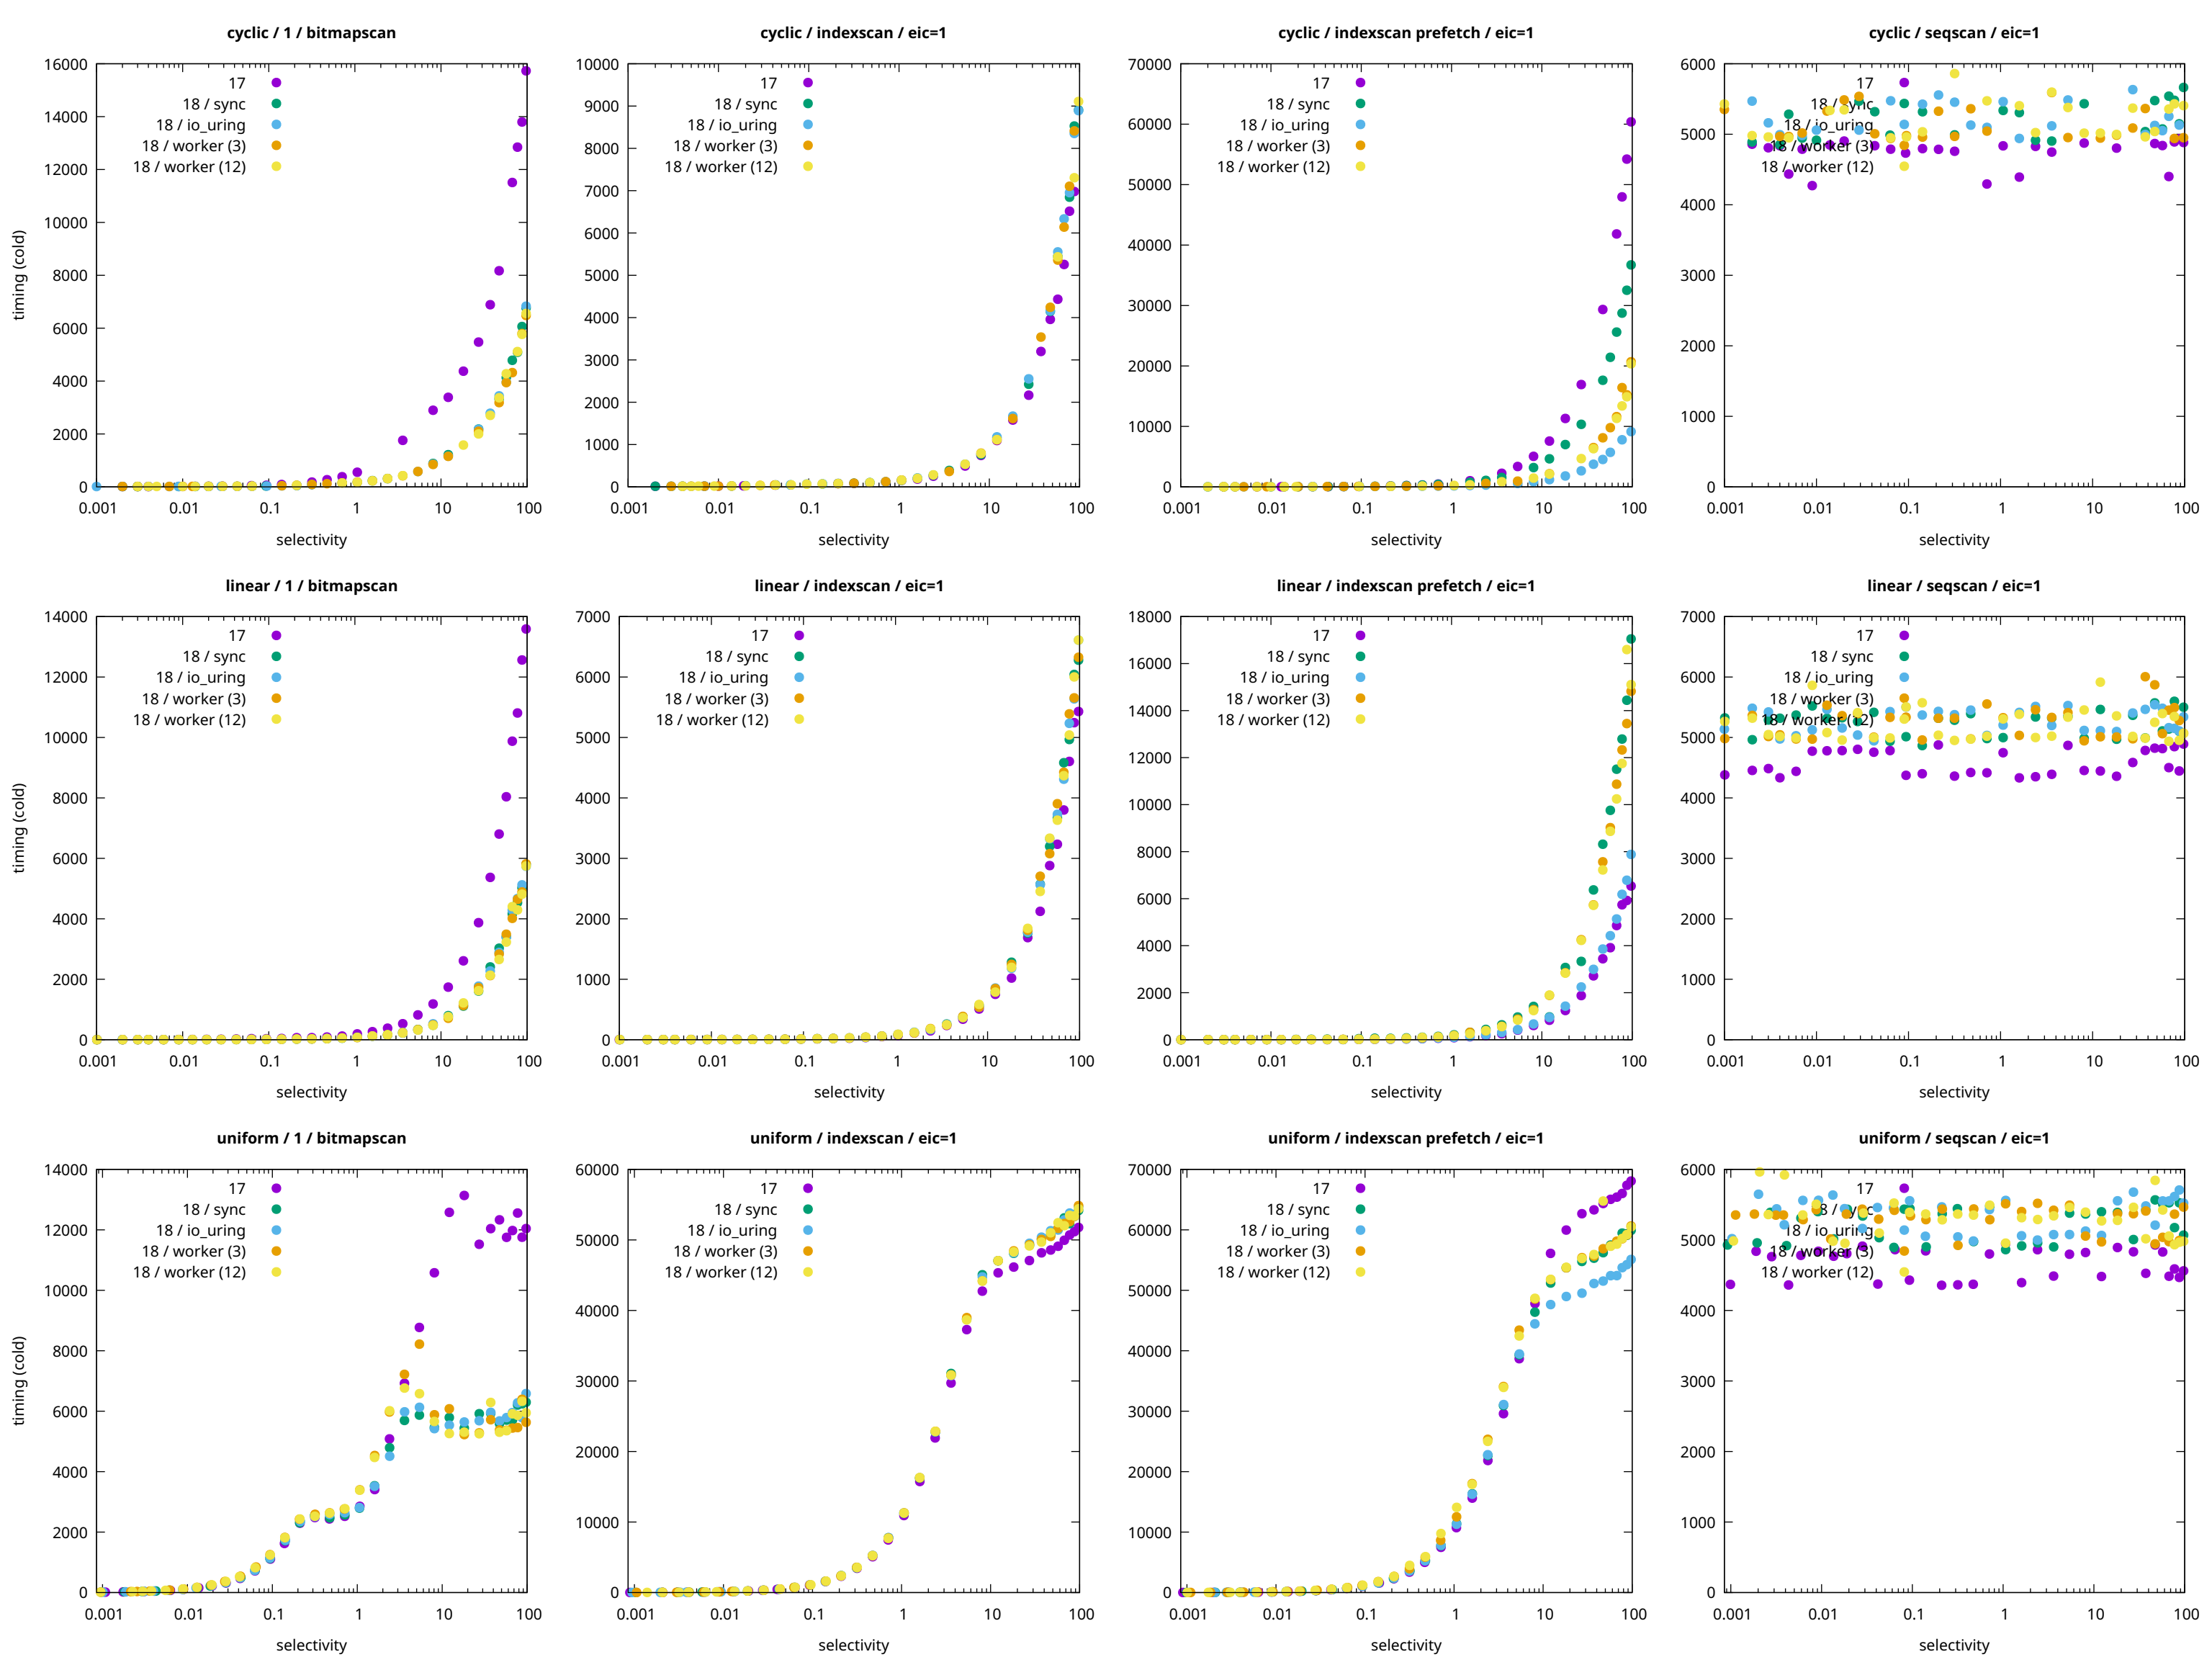 cyclic / 1 / bitmapscan
16000
14000
12000
10000
8000
6000
4000
2000
0
timing (cold)
17
18 / sync
18 / io_uring
18 / worker (3)
18 / worker (12)
0.001 0.01 0.1 1 10 100
selectivity
cyclic / indexscan / eic=1
10000
9000
8000
7000
6000
5000
4000
3000
2000
1000
0
17
18 / sync
18 / io_uring
18 / worker (3)
18 / worker (12)
0.001 0.01 0.1 1 10 100
selectivity
cyclic / indexscan prefetch / eic=1
70000
60000
50000
40000
30000
20000
10000
0
17
18 / sync
18 / io_uring
18 / worker (3)
18 / worker (12)
0.001 0.01 0.1 1 10 100
selectivity
cyclic / seqscan / eic=1
6000
5000
4000
3000
2000
1000
0
17
18 / sync
18 / io_uring
18 / worker (3)
18 / worker (12)
0.001 0.01 0.1 1 10 100
selectivity
linear / 1 / bitmapscan
14000
12000
10000
8000
6000
4000
2000
0
timing (cold)
17
18 / sync
18 / io_uring
18 / worker (3)
18 / worker (12)
0.001 0.01 0.1 1 10 100
selectivity
linear / indexscan / eic=1
7000
6000
5000
4000
3000
2000
1000
0
17
18 / sync
18 / io_uring
18 / worker (3)
18 / worker (12)
0.001 0.01 0.1 1 10 100
selectivity
linear / indexscan prefetch / eic=1
18000
16000
14000
12000
10000
8000
6000
4000
2000
0
17
18 / sync
18 / io_uring
18 / worker (3)
18 / worker (12)
0.001 0.01 0.1 1 10 100
selectivity
linear / seqscan / eic=1
7000
6000
5000
4000
3000
2000
1000
0
17
18 / sync
18 / io_uring
18 / worker (3)
18 / worker (12)
0.001 0.01 0.1 1 10 100
selectivity
uniform / 1 / bitmapscan
14000
12000
10000
8000
6000
4000
2000
0
timing (cold)
17
18 / sync
18 / io_uring
18 / worker (3)
18 / worker (12)
0.001 0.01 0.1 1 10 100
selectivity
uniform / indexscan / eic=1
60000
50000
40000
30000
20000
10000
0
17
18 / sync
18 / io_uring
18 / worker (3)
18 / worker (12)
0.001 0.01 0.1 1 10 100
selectivity
uniform / indexscan prefetch / eic=1
70000
60000
50000
40000
30000
20000
10000
0
17
18 / sync
18 / io_uring
18 / worker (3)
18 / worker (12)
0.001 0.01 0.1 1 10 100
selectivity
uniform / seqscan / eic=1
6000
5000
4000
3000
2000
1000
0
17
18 / sync
18 / io_uring
18 / worker (3)
18 / worker (12)
0.001 0.01 0.1 1 10 100
selectivity